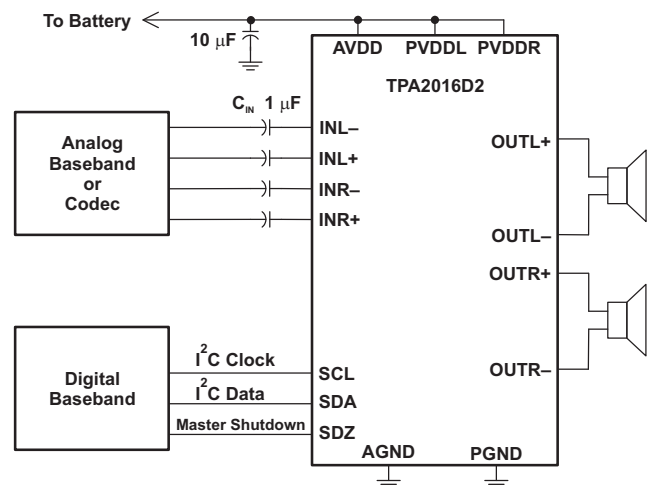 To Battery
10 μF
AVDD PVDDL PVDDR
TPA2016D2
C_IN 1 μF
Analog
Baseband
or
Codec
INL–
INL+
INR–
INR+
OUTL+
OUTL–
OUTR+
OUTR–
Digital
Baseband
I²C Clock
I²C Data
Master Shutdown
SCL
SDA
SDZ
AGND PGND